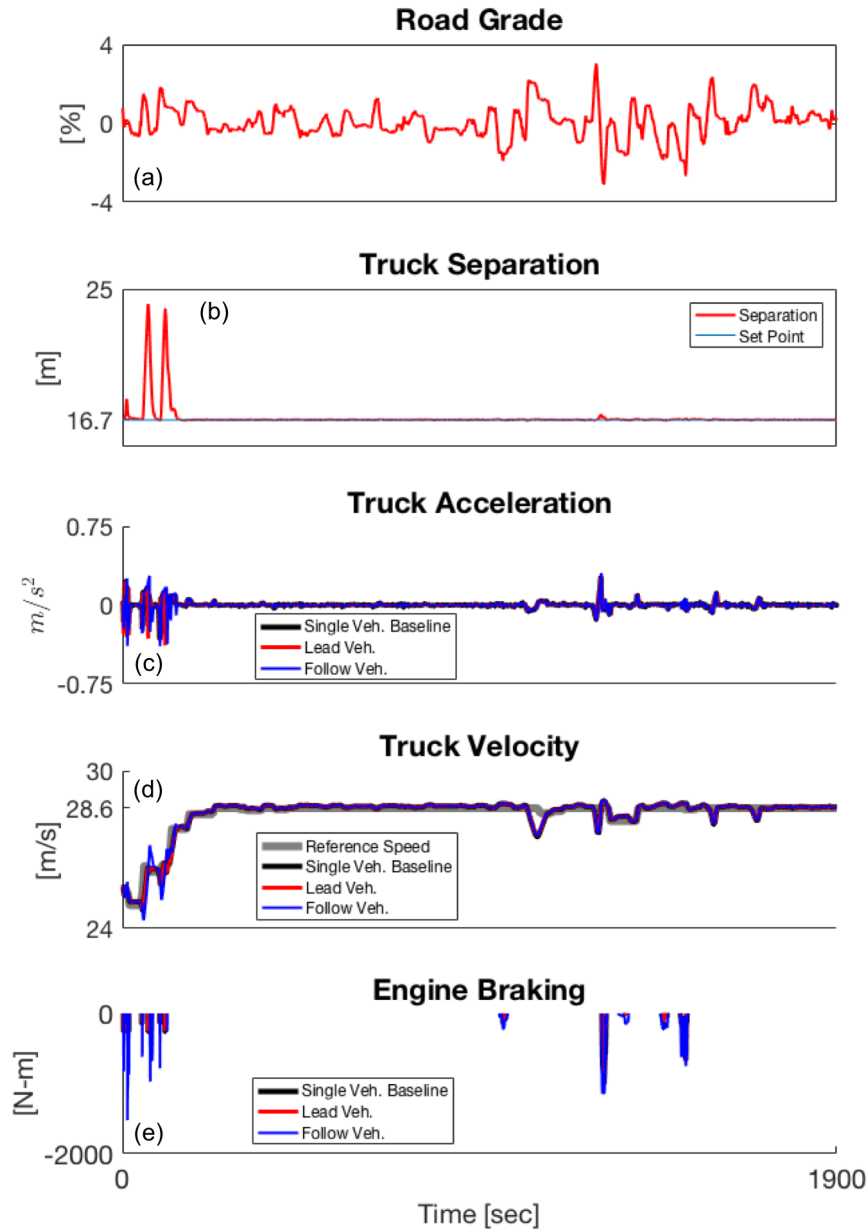 Road Grade
4
0
-4
[%]
(a)
Truck Separation
25
16.7
[m]
(b)
Separation
Set Point
Truck Acceleration
0.75
0
-0.75
m/s²
Single Veh. Baseline
Lead Veh.
Follow Veh.
(c)
Truck Velocity
30
28.6
24
[m/s]
(d)
Reference Speed
Single Veh. Baseline
Lead Veh.
Follow Veh.
Engine Braking
0
-2000
[N-m]
Single Veh. Baseline
Lead Veh.
Follow Veh.
(e)
0
1900
Time [sec]